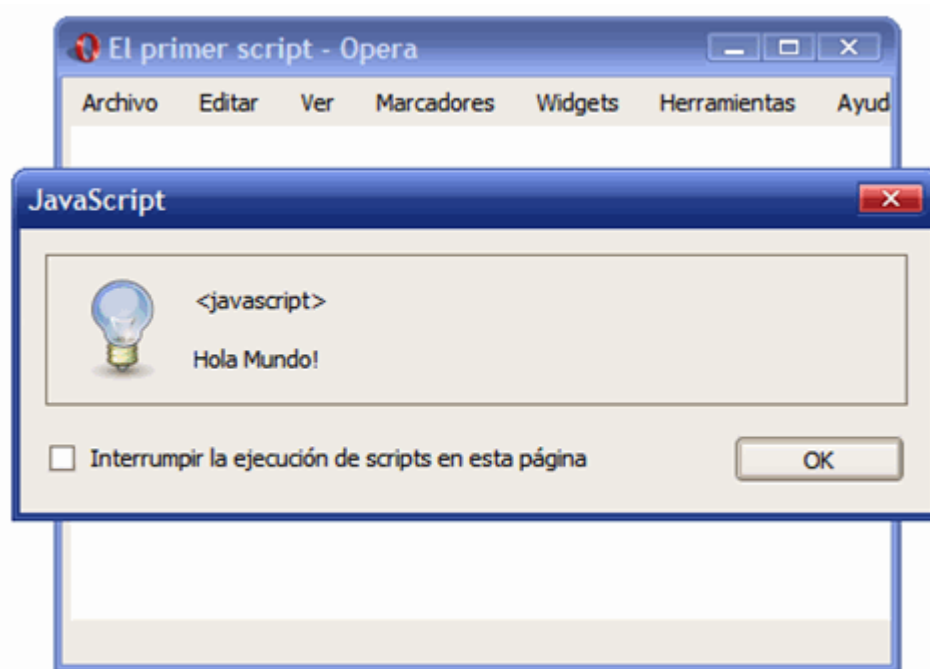 El primer script - Opera
Archivo Editar Ver Marcadores Widgets Herramientas Ayud
JavaScript
<javascript>
Hola Mundo!
Interrumpir la ejecución de scripts en esta página
OK